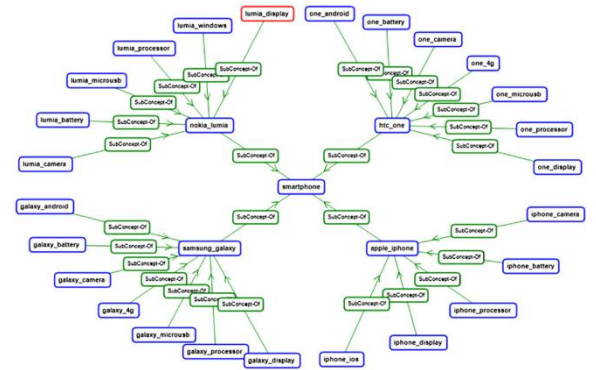 lumia_display
one_android
one_battery
lumia_windows
one_camera
lumia_processor
one_4g
lumia_microusb
one_microusb
lumia_battery
one_processor
lumia_camera
one_display
SubConcept-Of
SubConcept-Of
SubConcept-Of
SubConcept-Of
SubConcept-Of
SubConcept-Of
SubConcept-Of
SubConcept-Of
SubConcept-Of
SubConcept-Of
SubConcept-Of
SubConcept-Of
nokia_lumia
htc_one
SubConcept-Of
SubConcept-Of
smartphone
SubConcept-Of
SubConcept-Of
galaxy_android
iphone_camera
SubConcept-Of
SubConcept-Of
galaxy_battery
SubConcept-Of
samsung_galaxy
apple_iphone
SubConcept-Of
iphone_battery
galaxy_camera
SubConcept-Of
SubConcept-Of
SubConcept-Of
SubConcept-Of
SubConcept-Of
SubConcept-Of
SubConcept-Of
galaxy_4g
iphone_processor
galaxy_microusb
iphone_display
galaxy_processor
galaxy_display
iphone_ios